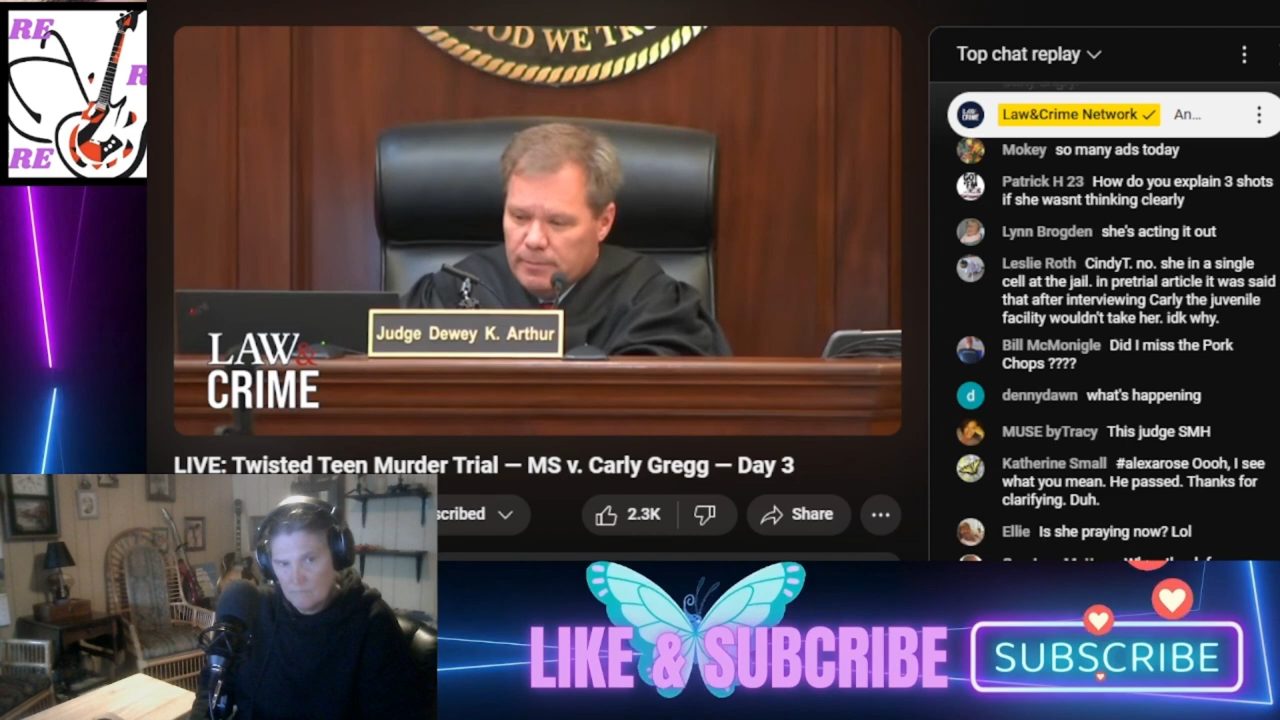 RE
R
RE
OD WE TR
LAW&
CRIME
Judge Dewey K. Arthur
LIVE: Twisted Teen Murder Trial — MS v. Carly Gregg — Day 3
scribed
2.3K
Share
Top chat replay
Law&Crime Network
An...
Mokey so many ads today
Patrick H 23 How do you explain 3 shots
if she wasnt thinking clearly
Lynn Brogden she's acting it out
Leslie Roth CindyT. no. she in a single
cell at the jail. in pretrial article it was said
that after interviewing Carly the juvenile
facility wouldn't take her. idk why.
Bill McMonigle Did I miss the Pork
Chops ????
d
dennydawn what's happening
MUSE byTracy This judge SMH
Katherine Small #alexarose Oooh, I see
what you mean. He passed. Thanks for
clarifying. Duh.
Ellie Is she praying now? Lol
LIKE & SUBCRIBE
SUBSCRIBE